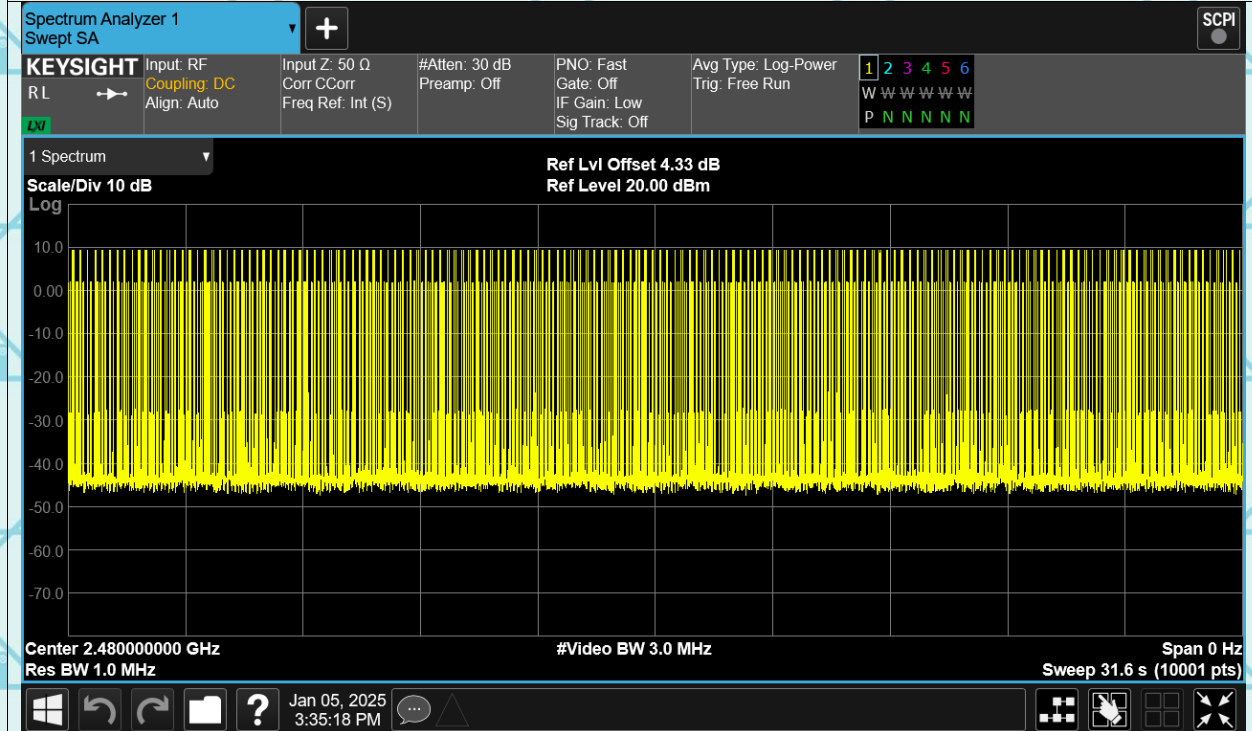 Spectrum Analyzer 1
Swept SA
SCPI
KEYSIGHT
R L
LXI
Input: RF
Coupling: DC
Align: Auto
Input Z: 50 Ω
Corr CCorr
Freq Ref: Int (S)
#Atten: 30 dB
Preamp: Off
PNO: Fast
Gate: Off
IF Gain: Low
Sig Track: Off
Avg Type: Log-Power
Trig: Free Run
1 2 3 4 5 6
W W W W W W
P N N N N N
1 Spectrum
Scale/Div 10 dB
Log
Ref Lvl Offset 4.33 dB
Ref Level 20.00 dBm
10.0
0.00
-10.0
-20.0
-30.0
-40.0
-50.0
-60.0
-70.0
Center 2.480000000 GHz
#Video BW 3.0 MHz
Span 0 Hz
Res BW 1.0 MHz
Sweep 31.6 s (10001 pts)
?
Jan 05, 2025
3:35:18 PM